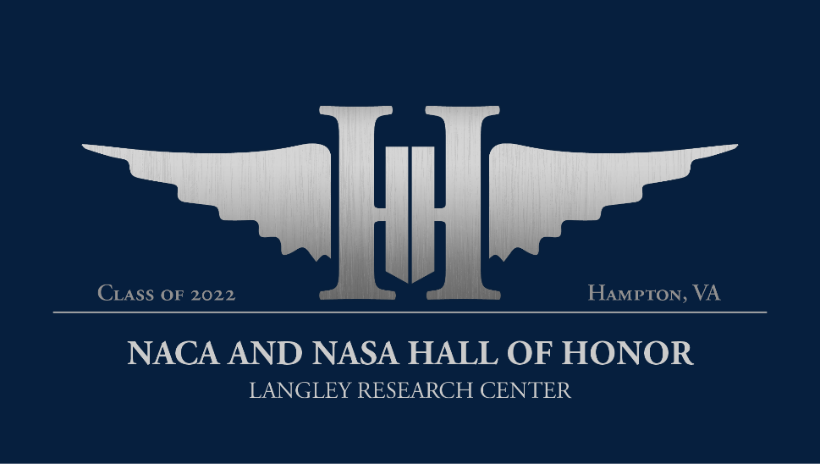 H
Class of 2022
Hampton, VA
NACA AND NASA HALL OF HONOR
LANGLEY RESEARCH CENTER